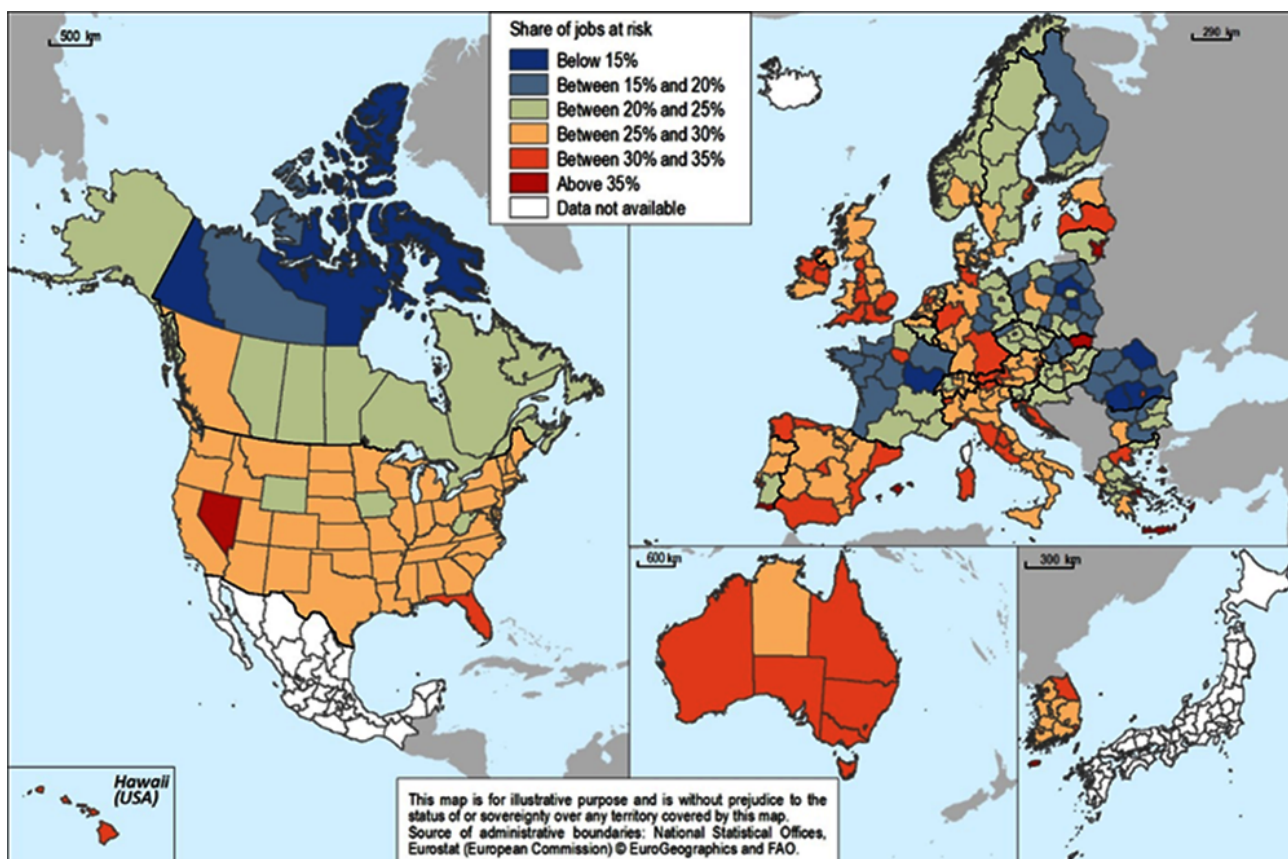 500 km
Share of jobs at risk
Below 15%
Between 15% and 20%
Between 20% and 25%
Between 25% and 30%
Between 30% and 35%
Above 35%
Data not available
290 km
600 km
300 km
Hawaii
(USA)
This map is for illustrative purpose and is without prejudice to the
status of or sovereignty over any territory covered by this map.
Source of administrative boundaries: National Statistical Offices,
Eurostat (European Commission) © EuroGeographics and FAO.